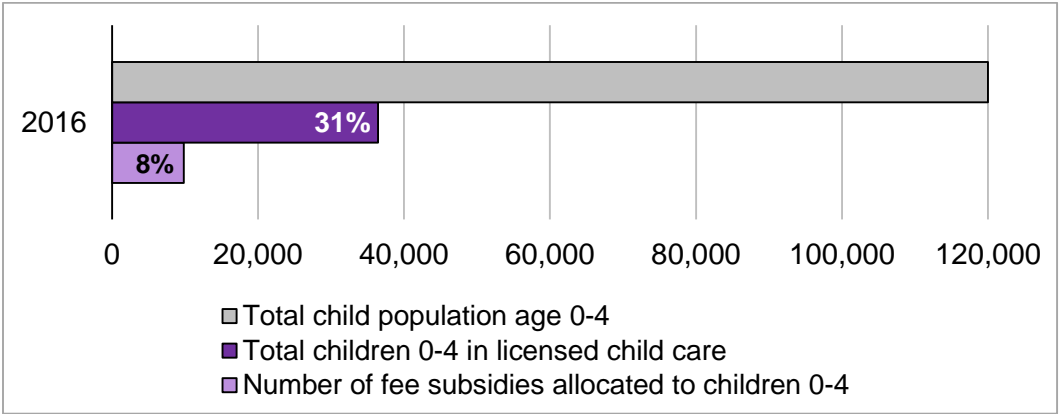 31%
2016
8%
0 20,000 40,000 60,000 80,000 100,000 120,000
Total child population age 0-4
Total children 0-4 in licensed child care
Number of fee subsidies allocated to children 0-4